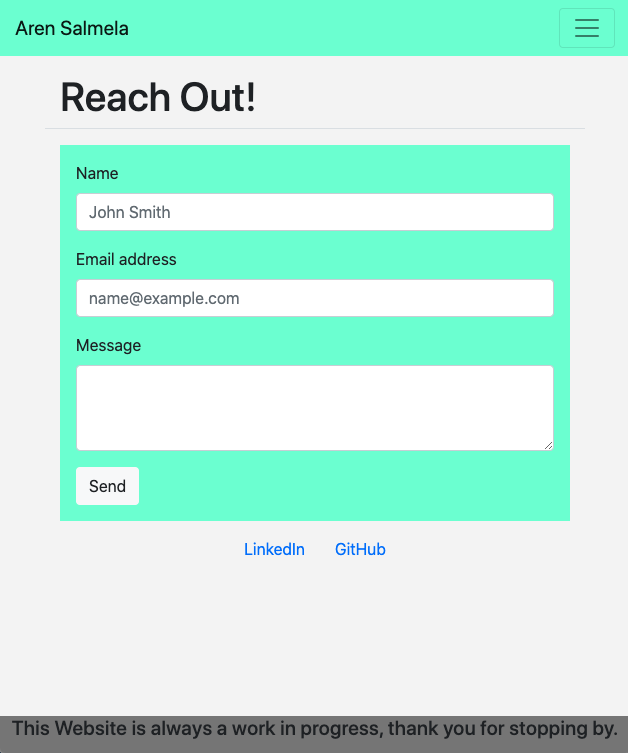 Aren Salmela
Reach Out!
Name
John Smith
Email address
name@example.com
Message
Send
LinkedIn GitHub
This Website is always a work in progress, thank you for stopping by.